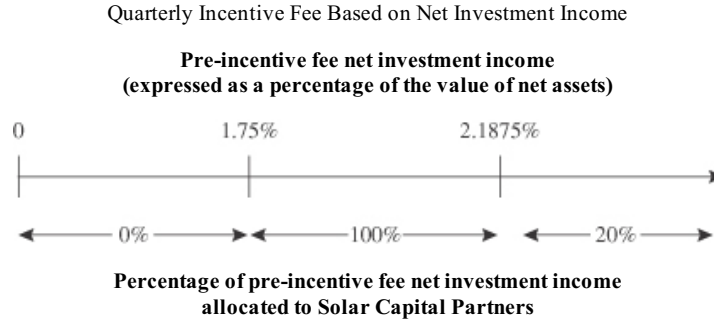 Quarterly Incentive Fee Based on Net Investment Income
Pre-incentive fee net investment income
(expressed as a percentage of the value of net assets)
0 1.75% 2.1875%
0% 100% 20%
Percentage of pre-incentive fee net investment income
allocated to Solar Capital Partners